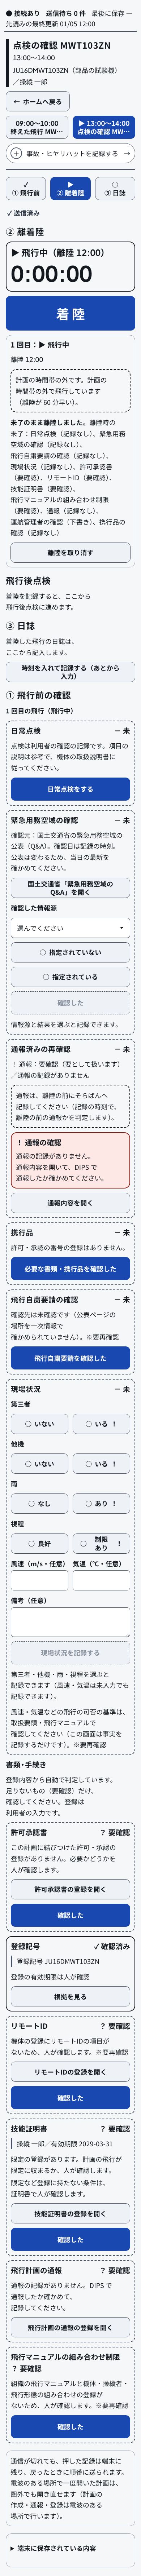 ● 接続あり 送信待ち 0 件 最後に保存 ―
先読みの最終更新 01/05 12:00
点検の確認 MWT103ZN
13:00〜14:00
JU16DMWT103ZN（部品の試験機）
／操縦 一郎
← ホームへ戻る
09:00〜10:00
終えた飛行 MW…
▶ 13:00〜14:00
点検の確認 MW…
＋ 事故・ヒヤリハットを記録する →
✓
① 飛行前
▶
② 離着陸
○
③ 日誌
✓ 送信済み
② 離着陸
▶ 飛行中（離陸 12:00）
0:00:00
着陸
1 回目：▶ 飛行中
離陸 12:00
計画の時間帯の外です。計画の
時間帯の外で飛行しています
（離陸が 60 分早い）。
未了のまま離陸しました。離陸時の
未了：日常点検（記録なし）、緊急用務
空域の確認（記録なし）、
飛行自粛要請の確認（記録なし）、
現場状況（記録なし）、許可承認書
（要確認）、リモートID（要確認）、
技能証明書（要確認）、
飛行マニュアルの組み合わせ制限
（要確認）、通報（記録なし）、
運航管理者の確認（下書き）、携行品の
確認（記録なし）
離陸を取り消す
飛行後点検
着陸を記録すると、ここから
飛行後点検に進めます。
③ 日誌
着陸した飛行の日誌は、
ここから記入します。
時刻を入れて記録する（あとから
入力）
① 飛行前の確認
1 回目の飛行（飛行中）
日常点検 － 未
点検は利用者の確認の記録です。項目の
説明は参考で、機体の取扱説明書に
従ってください。
日常点検をする
緊急用務空域の確認 － 未
確認元：国土交通省の緊急用務空域の
公表（Q&A）。確認日は記録の時刻。
公表は変わるため、当日の最新を
確かめてください。
国土交通省「緊急用務空域の
Q&A」を開く
確認した情報源
選んでください
○ 指定されていない
○ 指定されている
確認した
情報源と結果を選ぶと記録できます。
通報済みの再確認 － 未
！ 通報：要確認（要として扱います）
／通報の記録がありません
通報は、離陸の前にそらばんへ
記録してください（記録の時刻で、
離陸の前の通報かを判定します）。
！ 通報の確認
通報の記録がありません。
通報内容を開いて、DIPS で
通報したか確かめてください。
通報内容を開く
携行品 － 未
許可・承認の番号の登録はありません。
必要な書類・携行品を確認した
飛行自粛要請の確認 － 未
確認先は未確認です（公表ページの
場所を一次情報で
確かめられていません）。※要再確認
飛行自粛要請を確認した
現場状況 － 未
第三者
○ いない
○ いる ！
他機
○ いない
○ いる ！
雨
○ なし
○ あり ！
視程
○ 良好
○ 制限あり ！
風速（m/s・任意）
気温（℃・任意）
備考（任意）
現場状況を記録する
第三者・他機・雨・視程を選ぶと
記録できます（風速・気温は未入力でも
記録できます）。
風速・気温などの飛行の可否の基準は、
取扱要領・飛行マニュアルで
確認してください（この画面は事実を
記録するだけです）。※要再確認
書類・手続き
登録内容から自動で判定しています。
足りないもの（要確認）だけ、
確認してください。登録は
利用者の入力です。
許可承認書 ？ 要確認
この計画に結びつけた許可・承認の
登録がありません。必要かどうかを
人が確認します。
許可承認書の登録を開く
確認した
登録記号 ✓ 確認済み
登録記号 JU16DMWT103ZN
登録の有効期限は人が確認
根拠を見る
リモートID ？ 要確認
機体の登録にリモートIDの項目が
ないため、人が確認します。※要再確認
リモートIDの登録を開く
確認した
技能証明書 ？ 要確認
操縦 一郎／有効期限 2029-03-31
限定の登録があります。計画の飛行が
限定に収まるか、人が確認します。
限定など登録に持たない条件は、
証明書で人が確認します。
技能証明書の登録を開く
確認した
飛行計画の通報 ？ 要確認
通報の記録がありません。DIPS で
通報したか確かめて、
記録してください。
飛行計画の通報の登録を開く
飛行マニュアルの組み合わせ制限
？ 要確認
組織の飛行マニュアルと機体・操縦者・
飛行形態の組み合わせの登録が
ないため、人が確認します。※要再確認
確認した
通信が切れても、押した記録は端末に
残り、戻ったときに順番に送られます。
電波のある場所で一度開いた計画は、
圏外でも開き直せます（計画の
作成・通報・登録は電波のある
場所で行います）。
▶ 端末に保存されている内容